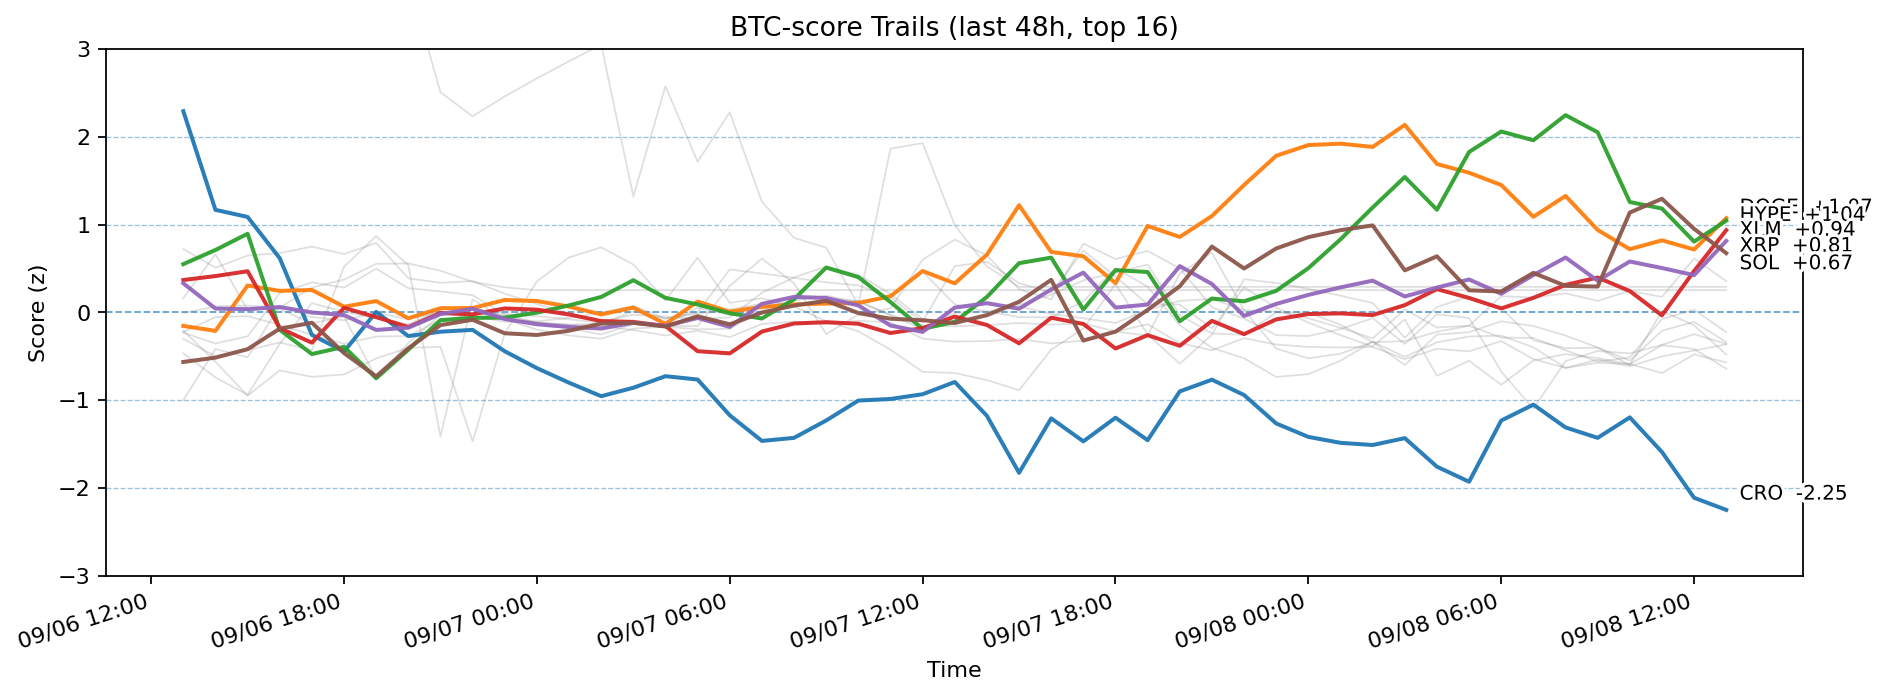 BTC-score Trails (last 48h, top 16)
Score (z)
3
2
1
0
−1
−2
−3
DOGE +1.07
HYPE +1.04
XLM +0.94
XRP +0.81
SOL +0.67
CRO -2.25
09/06 12:00
09/06 18:00
09/07 00:00
09/07 06:00
09/07 12:00
09/07 18:00
09/08 00:00
09/08 06:00
09/08 12:00
Time